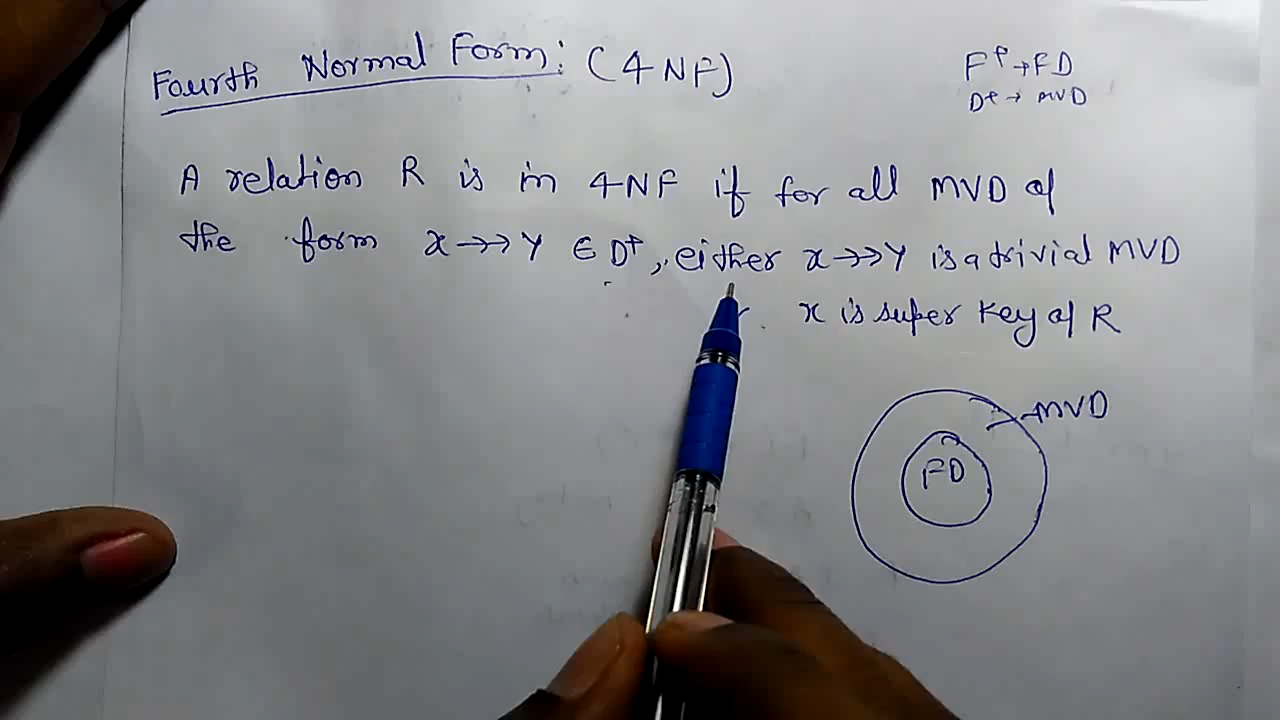 Fourth Normal Form: (4NF)
F⁺→FD
D⁺→ MVD
A relation R is in 4NF if for all MVD of
the form x→→Y ∈ D⁺, either x→→Y is a trivial MVD
x is super key of R
MVD
FD